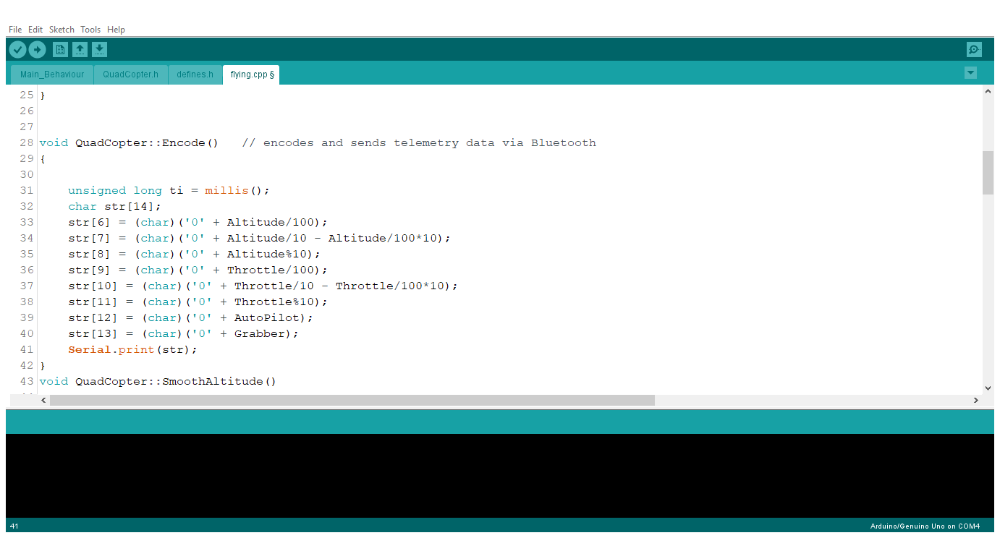 File Edit Sketch Tools Help
Main_Behaviour QuadCopter.h defines.h flying.cpp §
25 }
26
27
28 void QuadCopter::Encode()   // encodes and sends telemetry data via Bluetooth
29 {
30
31     unsigned long ti = millis();
32     char str[14];
33     str[6] = (char)('0' + Altitude/100);
34     str[7] = (char)('0' + Altitude/10 - Altitude/100*10);
35     str[8] = (char)('0' + Altitude%10);
36     str[9] = (char)('0' + Throttle/100);
37     str[10] = (char)('0' + Throttle/10 - Throttle/100*10);
38     str[11] = (char)('0' + Throttle%10);
39     str[12] = (char)('0' + AutoPilot);
40     str[13] = (char)('0' + Grabber);
41     Serial.print(str);
42 }
43 void QuadCopter::SmoothAltitude()
41 Arduino/Genuino Uno on COM4